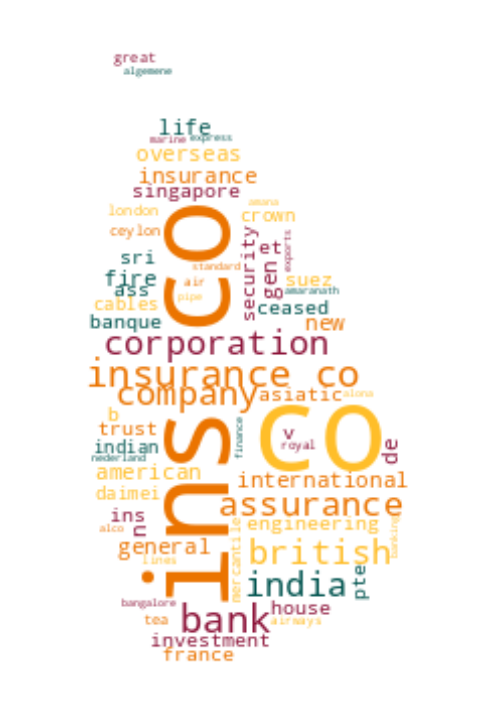 great
algemene
life
marine express
overseas
insurance
singapore
amana
london
crown
ceylon
et
security
exports
sri
standard
gen
fire
air
suez
ass
amaranath
pipe
cables
ceased
banque
new
corporation
insurance co
company
asiatic
ins co
co
b
v
royal
trust
finance
de
indian
nederland
american
international
daimei
assurance
ins
n
engineering
alco
banking
general
british
lines
mercantile
india
pte
bangalore
house
bank
tea
airways
investment
france